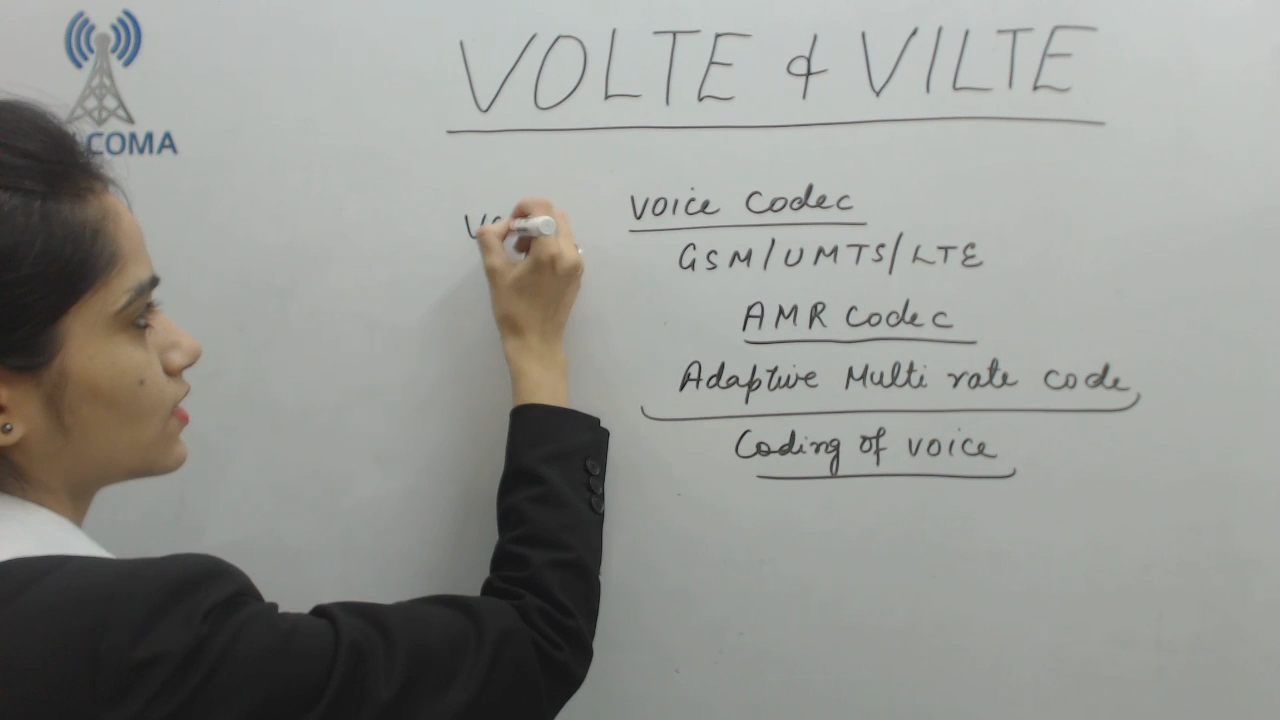 COMA
VOLTE & VILTE
voice Codec
GSM/UMTS/LTE
AMR Codec
Adaptive Multi rate code
Coding of voice